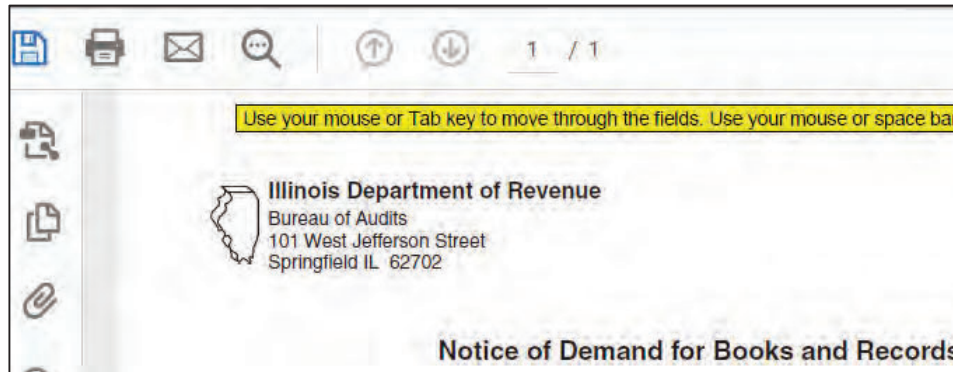 1 / 1
Use your mouse or Tab key to move through the fields. Use your mouse or space bar
Illinois Department of Revenue
Bureau of Audits
101 West Jefferson Street
Springfield IL 62702
Notice of Demand for Books and Records